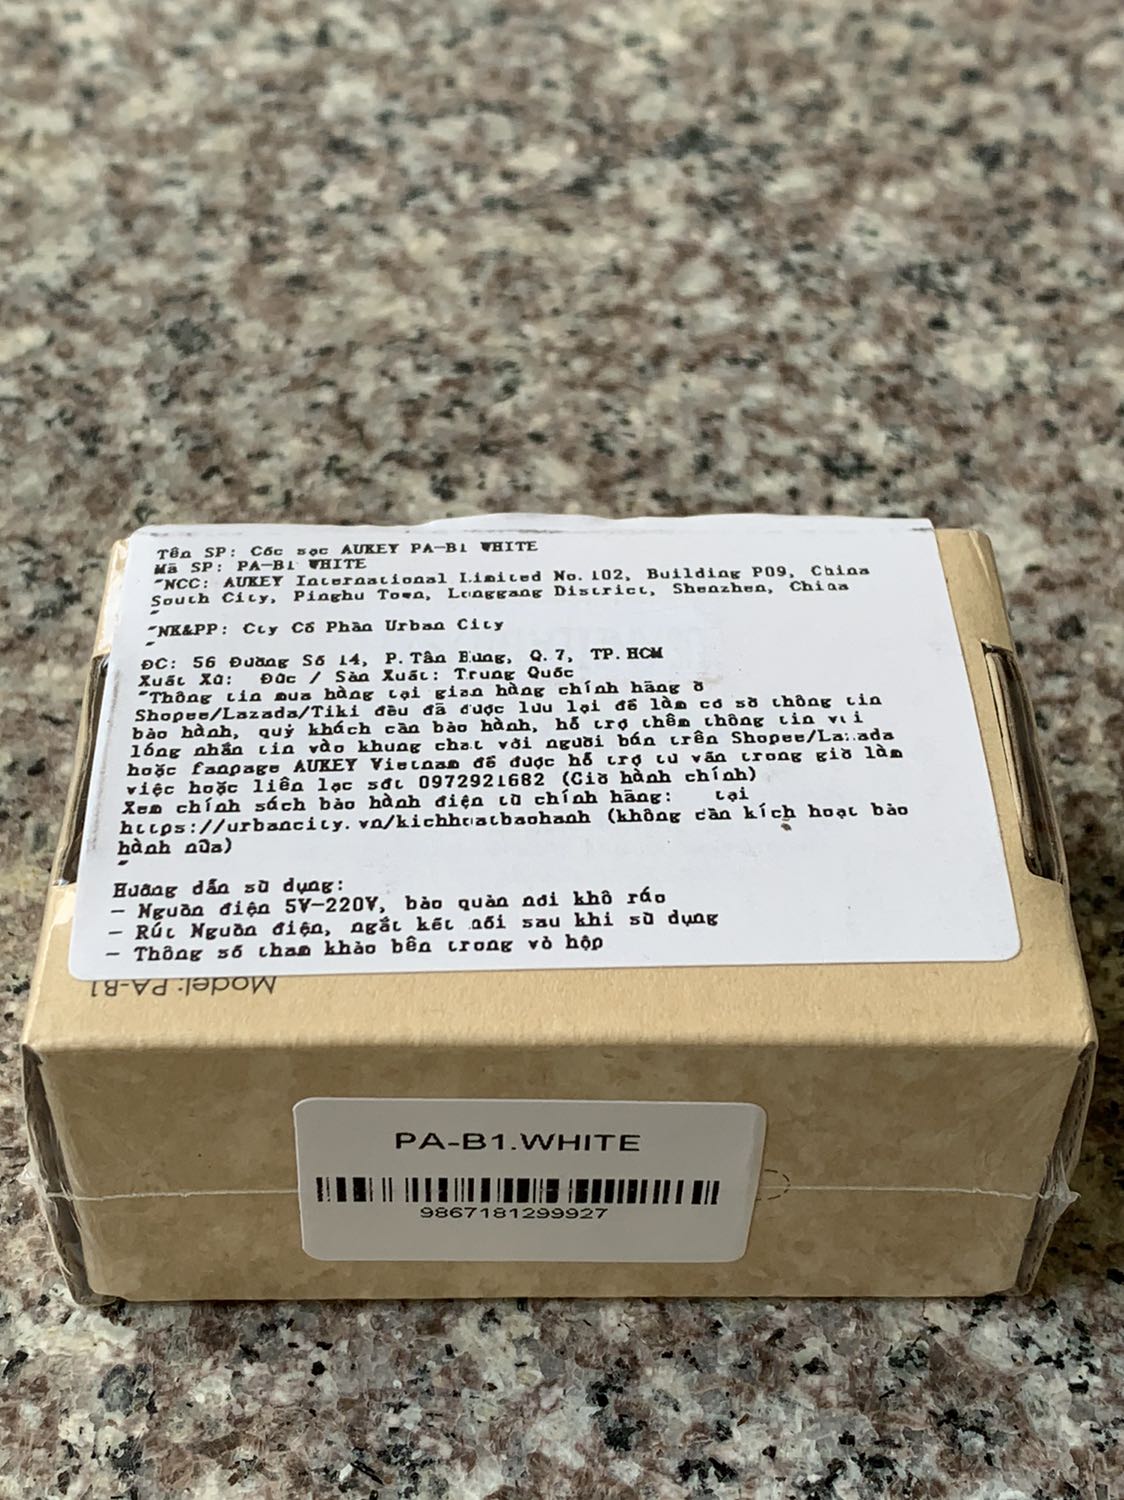 Tên SP: Cốc sạc AUKEY PA-B1 WHITE
Mã SP: PA-B1 WHITE
"NCC: AUKEY International Limited No.102, Building P09, China
South City, Pinghu Town, Longgang District, Shenzhen, China
"
"NK&PP: Cty Cổ Phần Urban City
"
ĐC: 56 Đường Số 14, P.Tân Hưng, Q.7, TP.HCM
Xuất Xứ: Đức / Sản Xuất: Trung Quốc
"Thông tin mua hàng tại gian hàng chính hãng ở
Shopee/Lazada/Tiki đều đã được lưu lại để làm cơ sở thông tin
bảo hành, quý khách cần bảo hành, hỗ trợ thêm thông tin vui
lòng nhắn tin vào khung chat với người bán trên Shopee/Lazada
hoặc fanpage AUKEY Vietnam để được hỗ trợ tư vấn trong giờ làm
việc hoặc liên lạc sđt 0972921682 (Giờ hành chính)
Xem chính sách bảo hành điện tử chính hãng: tại
https://urbancity.vn/kichhoatbaohanh (không cần kích hoạt bảo
hành nữa)
"
Hướng dẫn sử dụng:
- Nguồn điện 5V-220V, bảo quản nơi khô ráo
- Rút Nguồn điện, ngắt kết nối sau khi sử dụng
- Thông số tham khảo bên trong vỏ hộp
Model: PA-B1
PA-B1.WHITE
9867181299927